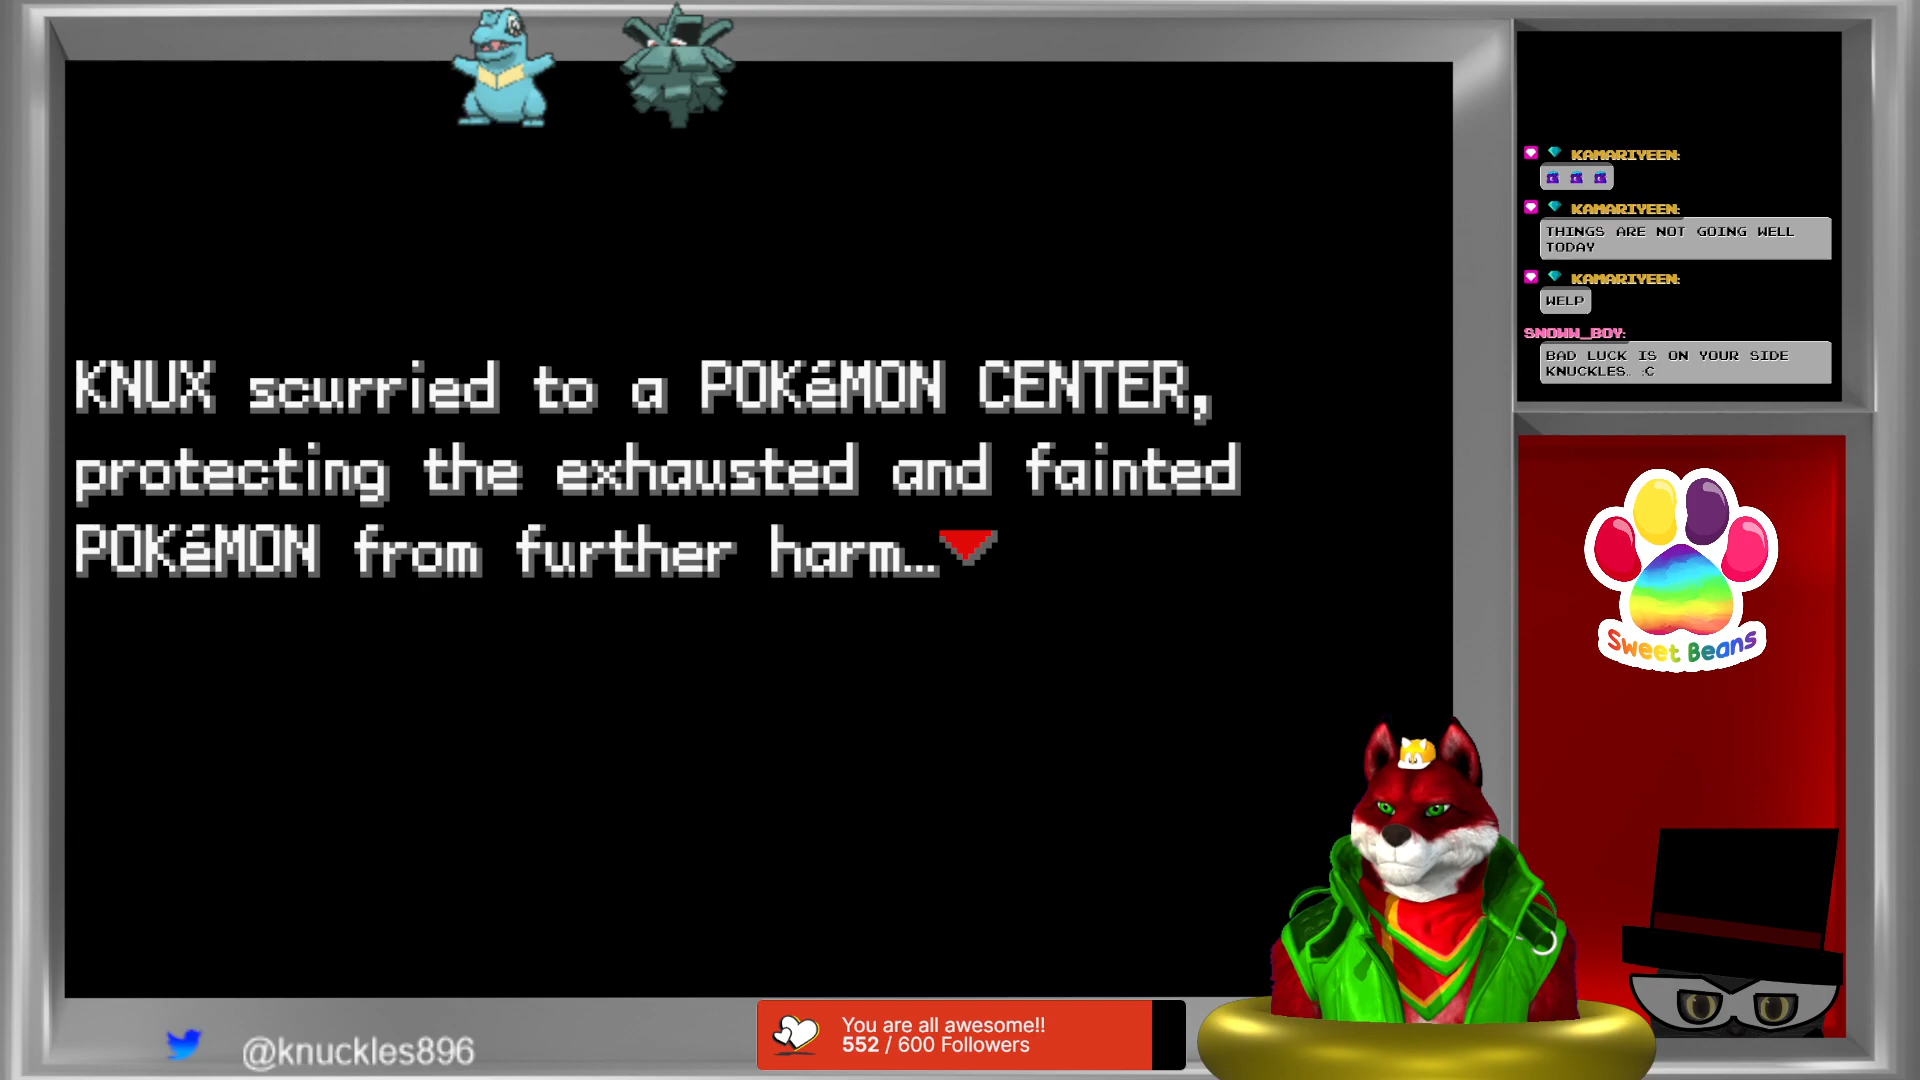 KNUX scurried to a POKéMON CENTER,
protecting the exhausted and fainted
POKéMON from further harm...
KAMARIYEEN:
KAMARIYEEN:
THINGS ARE NOT GOING WELL
TODAY
KAMARIYEEN:
WELP
SNOWW_BOY:
BAD LUCK IS ON YOUR SIDE
KNUCKLES.. :C
Sweet Beans
@knuckles896
You are all awesome!!
552 / 600 Followers